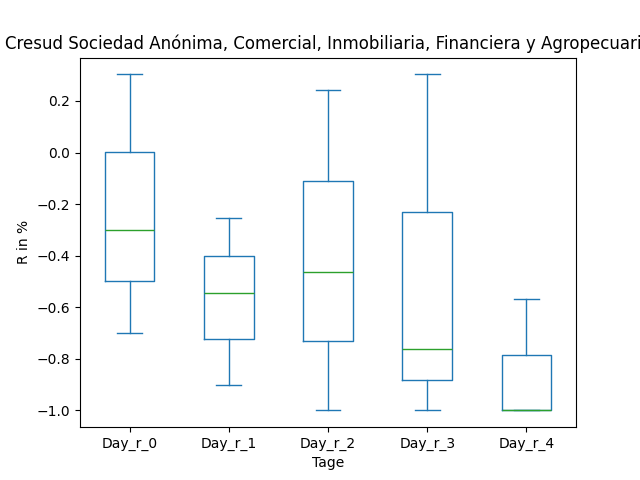 Cresud Sociedad Anónima, Comercial, Inmobiliaria, Financiera y Agropecuari
0.2
0.0
−0.2
−0.4
−0.6
−0.8
−1.0
R in %
Day_r_0 Day_r_1 Day_r_2 Day_r_3 Day_r_4
Tage